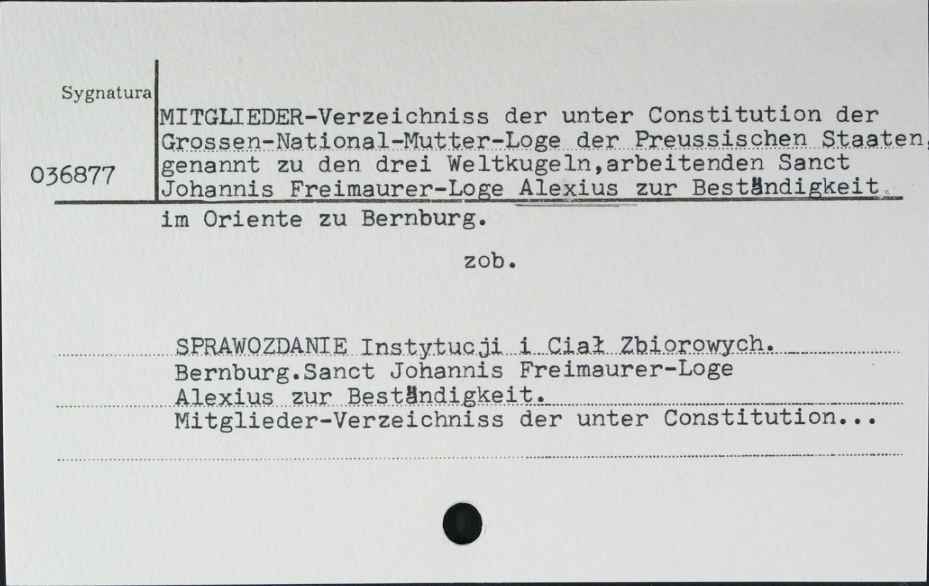 Sygnatura
MITGLIEDER-Verzeichniss der unter Constitution der
Grossen-National-Mutter-Loge der Preussischen Staaten,
036877
genannt zu den drei Weltkugeln,arbeitenden Sanct
Johannis Freimaurer-Loge Alexius zur Beständigkeit
im Oriente zu Bernburg.
zob.
SPRAWOZDANIE Instytucji i Ciał Zbiorowych.
Bernburg.Sanct Johannis Freimaurer-Loge
Alexius zur Beständigkeit.
Mitglieder-Verzeichniss der unter Constitution...